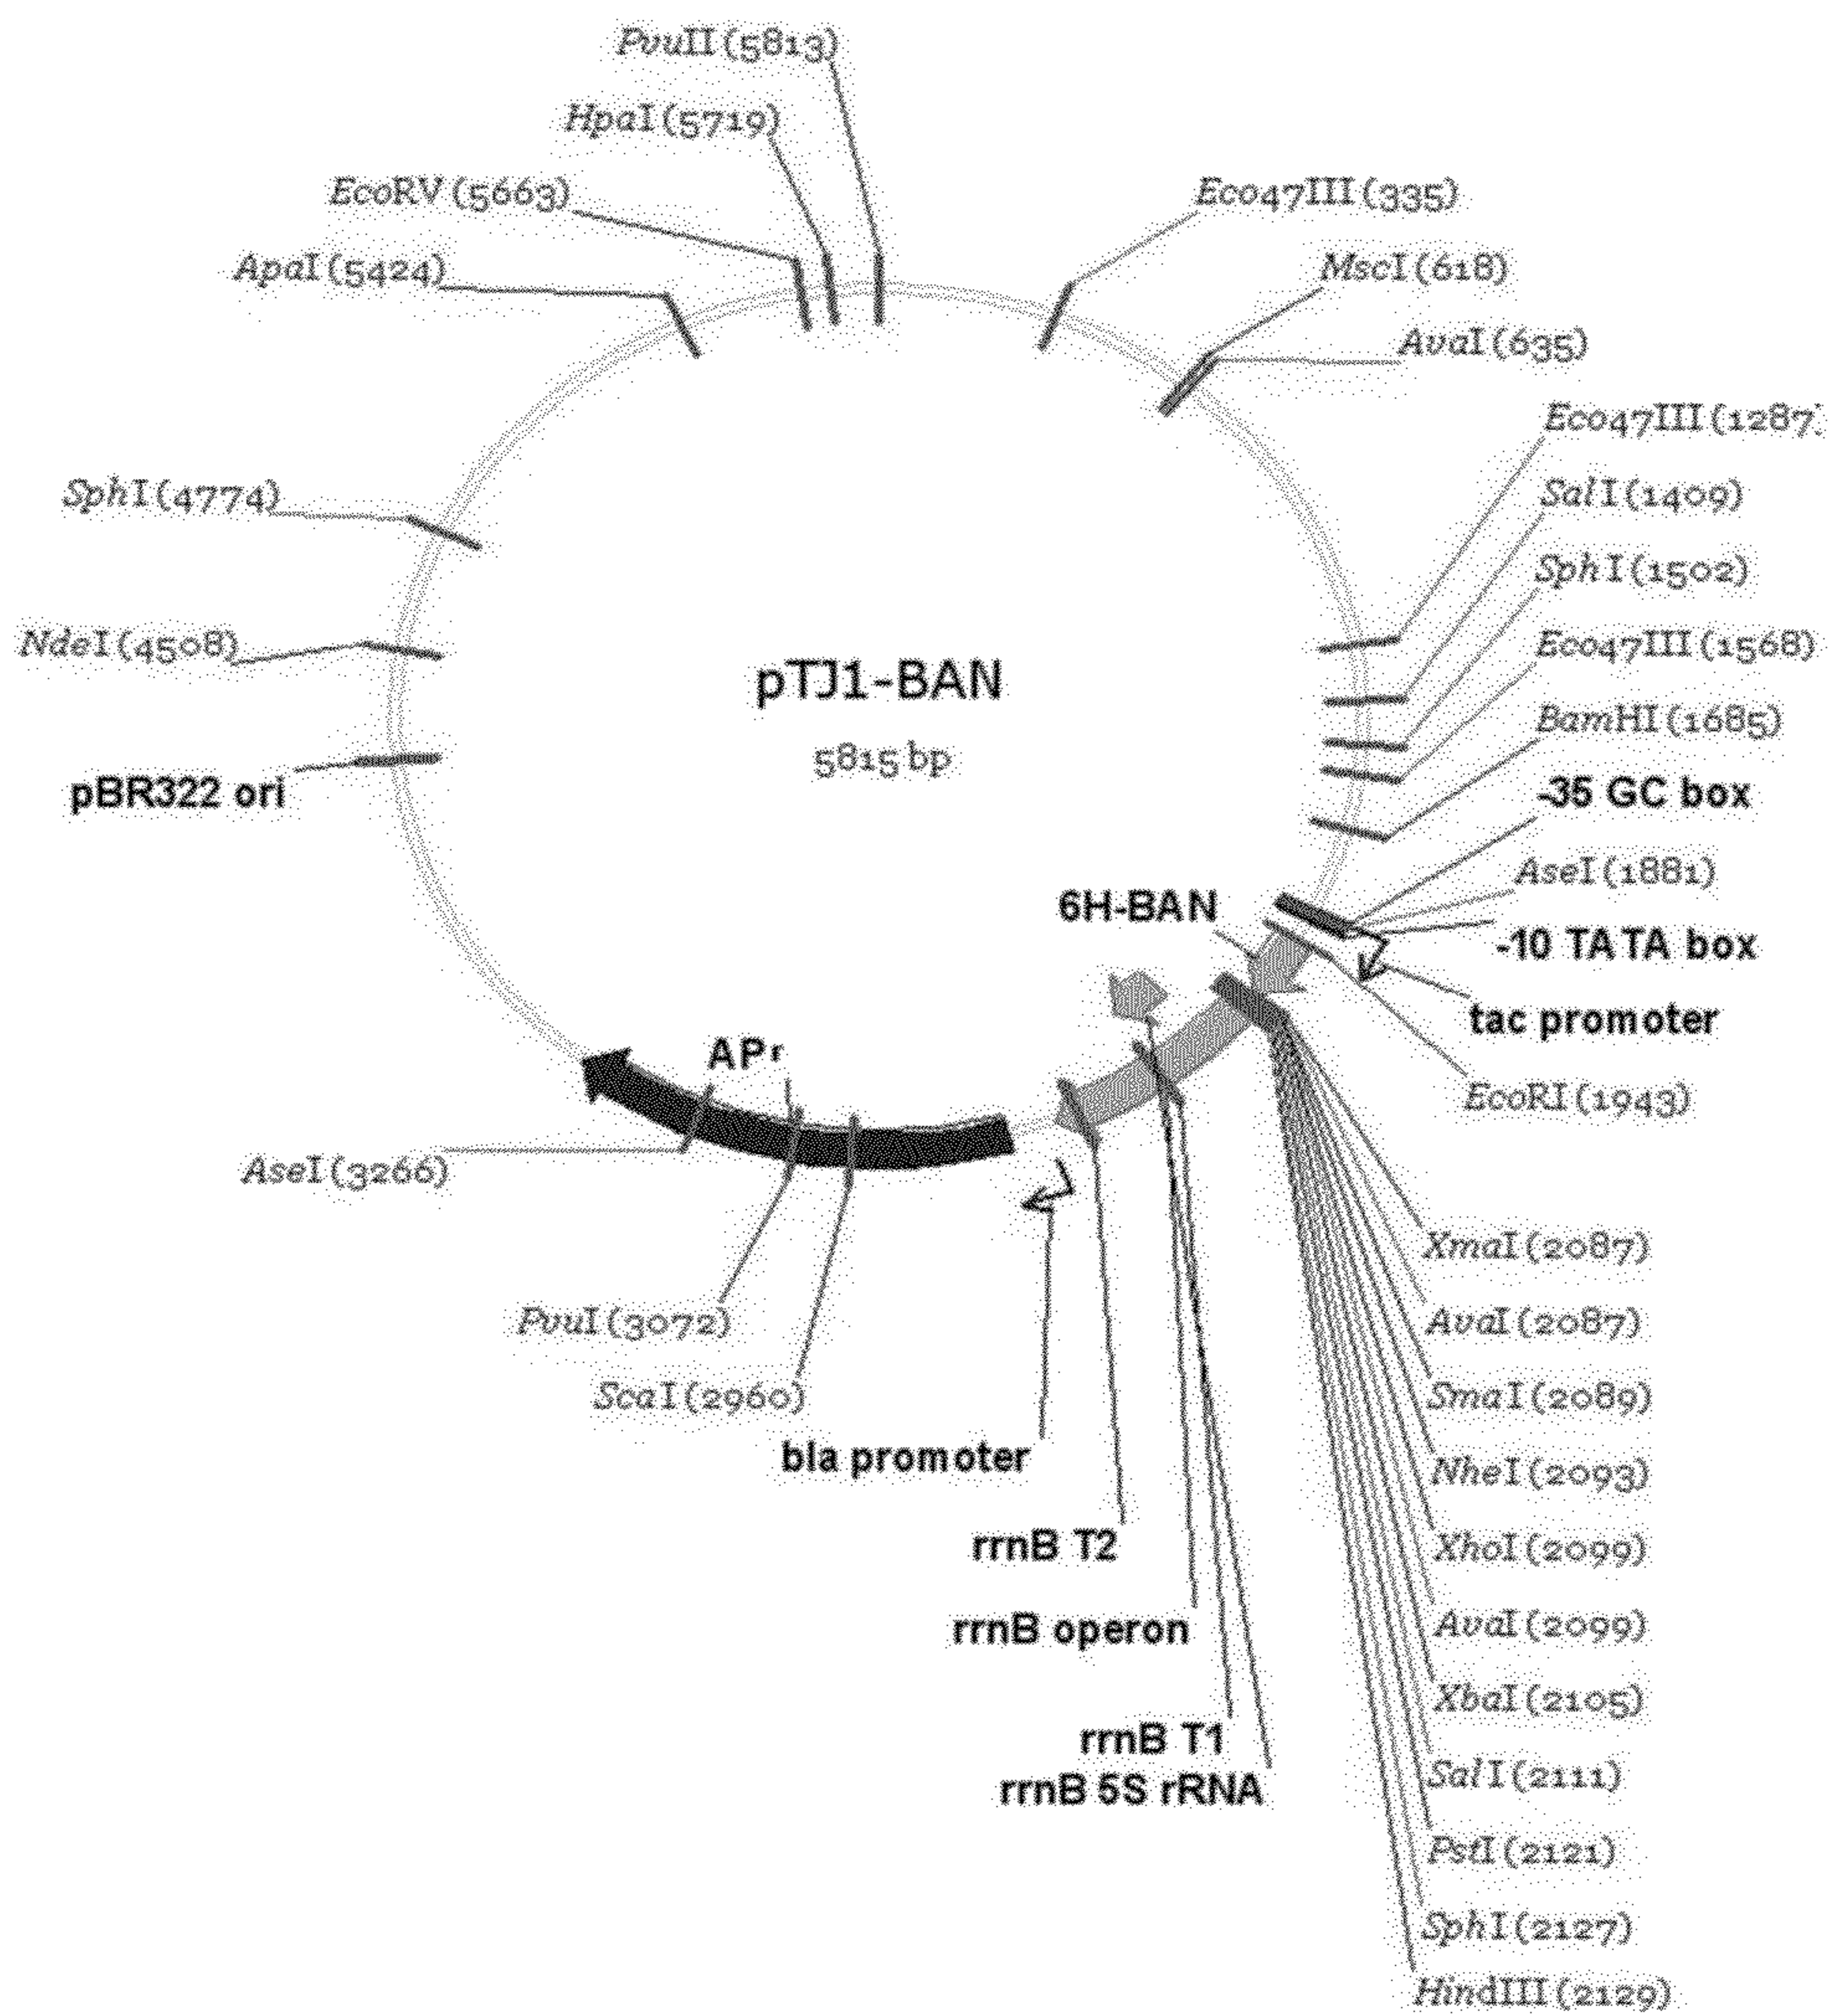 PvuII (5813)
HpaI (5719)
EcoRV (5663)
ApaI (5424)
SphI (4774)
NdeI (4508)
pBR322 ori
Eco47III (335)
MscI (618)
AvaI (635)
Eco47III (1287)
SalI (1409)
SphI (1502)
Eco47III (1568)
BamHI (1685)
-35 GC box
AseI (1881)
-10 TATA box
tac promoter
EcoRI (1943)
pTJ1-BAN
5815 bp
6H-BAN
APr
AseI (3266)
PvuI (3072)
ScaI (2960)
bla promoter
rrnB T2
rrnB operon
rrnB T1
rrnB 5S rRNA
XmaI (2087)
AvaI (2087)
SmaI (2089)
NheI (2093)
XhoI (2099)
AvaI (2099)
XbaI (2105)
SalI (2111)
PstI (2121)
SphI (2127)
HindIII (2129)